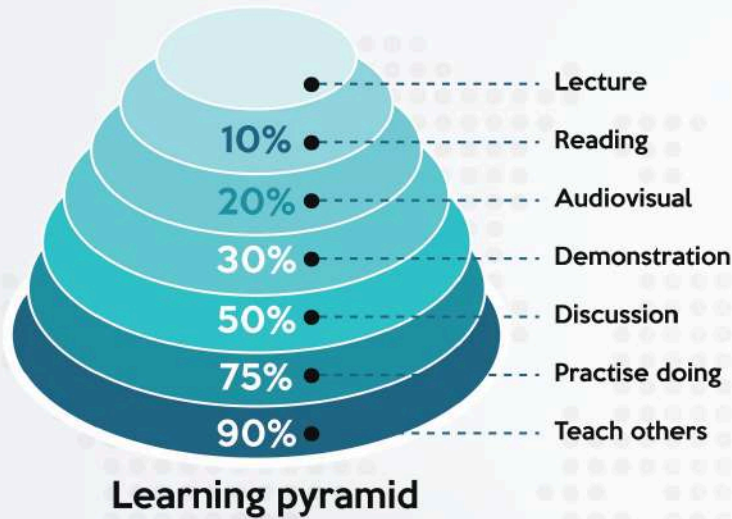 Lecture
10% Reading
20% Audiovisual
30% Demonstration
50% Discussion
75% Practise doing
90% Teach others
Learning pyramid